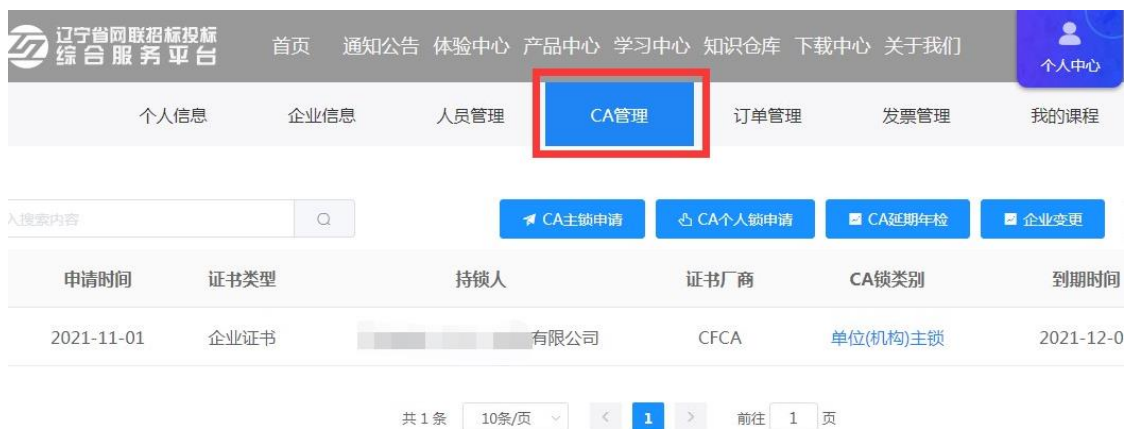 辽宁省网联招标投标
综合服务平台
首页 通知公告 体验中心 产品中心 学习中心 知识仓库 下载中心 关于我们
个人中心
个人信息 企业信息 人员管理 CA管理 订单管理 发票管理 我的课程
入搜索内容 CA主锁申请 CA个人锁申请 CA延期年检 企业变更
申请时间 证书类型 持锁人 证书厂商 CA锁类别 到期时间
2021-11-01 企业证书 有限公司 CFCA 单位(机构)主锁 2021-12-0
共1条 10条/页 < 1 > 前往 1 页